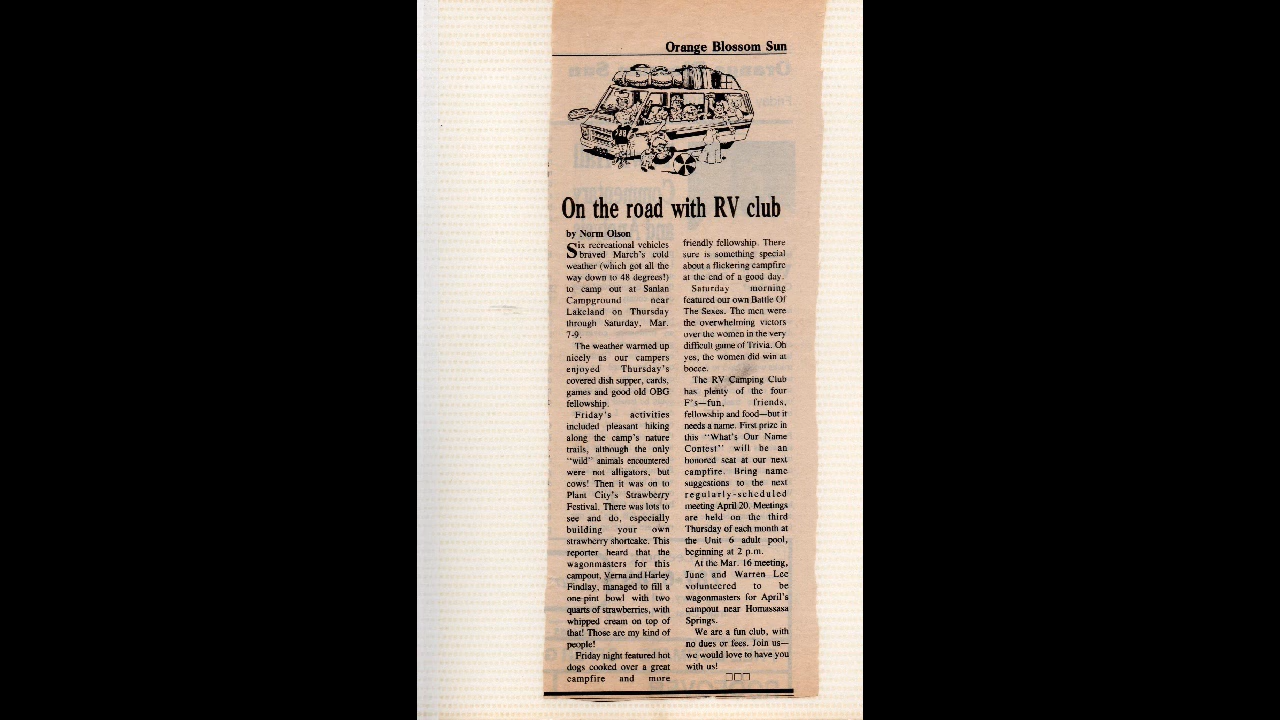 Orange Blossom Sun
On the road with RV club
by Norm Olson
Six recreational vehicles
braved March's cold
weather (which got all the
way down to 48 degrees!)
to camp out at Sanlan
Campground near
Lakeland on Thursday
through Saturday, Mar.
7-9.
The weather warmed up
nicely as our campers
enjoyed Thursday's
covered dish supper, cards,
games and good old OBG
fellowship.
Friday's activities
included pleasant hiking
along the camp's nature
trails, although the only
"wild" animals encountered
were not alligators, but
cows! Then it was on to
Plant City's Strawberry
Festival. There was lots to
see and do, especially
building your own
strawberry shortcake. This
reporter heard that the
wagonmasters for this
campout, Verna and Harley
Findlay, managed to fill a
one-pint bowl with two
quarts of strawberries, with
whipped cream on top of
that! Those are my kind of
people!
Friday night featured hot
dogs cooked over a great
campfire and more
friendly fellowship. There
sure is something special
about a flickering campfire
at the end of a good day.
Saturday morning
featured our own Battle Of
The Sexes. The men were
the overwhelming victors
over the women in the very
difficult game of Trivia. Oh
yes, the women did win at
bocce.
The RV Camping Club
has plenty of the four
F's—fun, friends,
fellowship and food—but it
needs a name. First prize in
this "What's Our Name
Contest" will be an
honored seat at our next
campfire. Bring name
suggestions to the next
regularly-scheduled
meeting April 20. Meetings
are held on the third
Thursday of each month at
the Unit 6 adult pool,
beginning at 2 p.m.
At the Mar. 16 meeting,
June and Warren Lee
volunteered to be
wagonmasters for April's
campout near Homassasa
Springs.
We are a fun club, with
no dues or fees. Join us—
we would love to have you
with us!